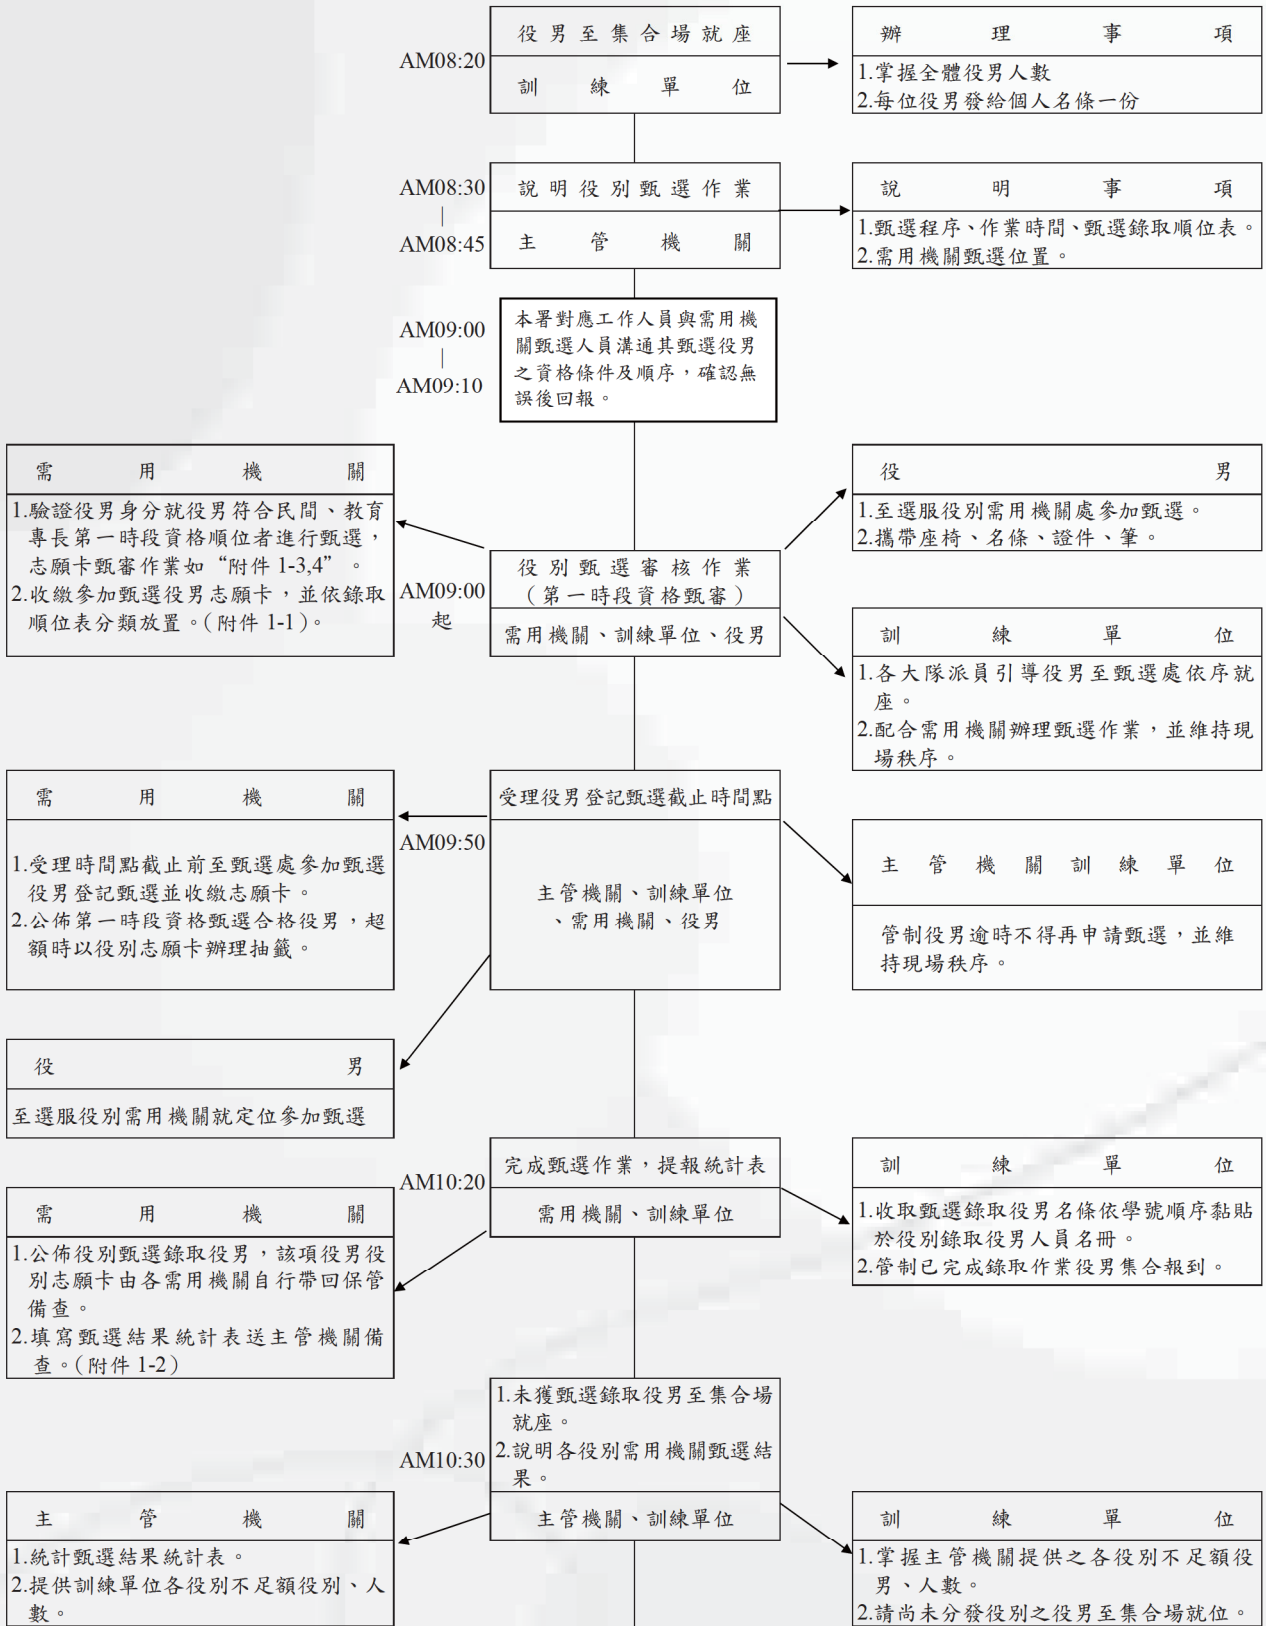 AM08:20
役男至集合場就座
訓練單位
辦理事項
1.掌握全體役男人數
2.每位役男發給個人名條一份
AM08:30
|
AM08:45
說明役別甄選作業
主管機關
說明事項
1.甄選程序、作業時間、甄選錄取順位表。
2.需用機關甄選位置。
AM09:00
|
AM09:10
本署對應工作人員與需用機
關甄選人員溝通其甄選役男
之資格條件及順序，確認無
誤後回報。
需用機關
1.驗證役男身分就役男符合民間、教育
專長第一時段資格順位者進行甄選，
志願卡甄審作業如“附件 1-3,4”。
2.收繳參加甄選役男志願卡，並依錄取
順位表分類放置。(附件 1-1)。
AM09:00
起
役別甄選審核作業
(第一時段資格甄審)
需用機關、訓練單位、役男
役男
1.至選服役別需用機關處參加甄選。
2.攜帶座椅、名條、證件、筆。
訓練單位
1.各大隊派員引導役男至甄選處依序就
座。
2.配合需用機關辦理甄選作業，並維持現
場秩序。
需用機關
1.受理時間點截止前至甄選處參加甄選
役男登記甄選並收繳志願卡。
2.公佈第一時段資格甄選合格役男，超
額時以役別志願卡辦理抽籤。
AM09:50
受理役男登記甄選截止時間點
主管機關、訓練單位
、需用機關、役男
主管機關訓練單位
管制役男逾時不得再申請甄選，並維
持現場秩序。
役男
至選服役別需用機關就定位參加甄選
AM10:20
完成甄選作業，提報統計表
需用機關、訓練單位
訓練單位
1.收取甄選錄取役男名條依學號順序黏貼
於役別錄取役男人員名冊。
2.管制已完成錄取作業役男集合報到。
需用機關
1.公佈役別甄選錄取役男，該項役男役
別志願卡由各需用機關自行帶回保管
備查。
2.填寫甄選結果統計表送主管機關備
查。(附件 1-2)
AM10:30
1.未獲甄選錄取役男至集合場
就座。
2.說明各役別需用機關甄選結
果。
主管機關、訓練單位
主管機關
1.統計甄選結果統計表。
2.提供訓練單位各役別不足額役別、人
數。
訓練單位
1.掌握主管機關提供之各役別不足額役
男、人數。
2.請尚未分發役別之役男至集合場就位。